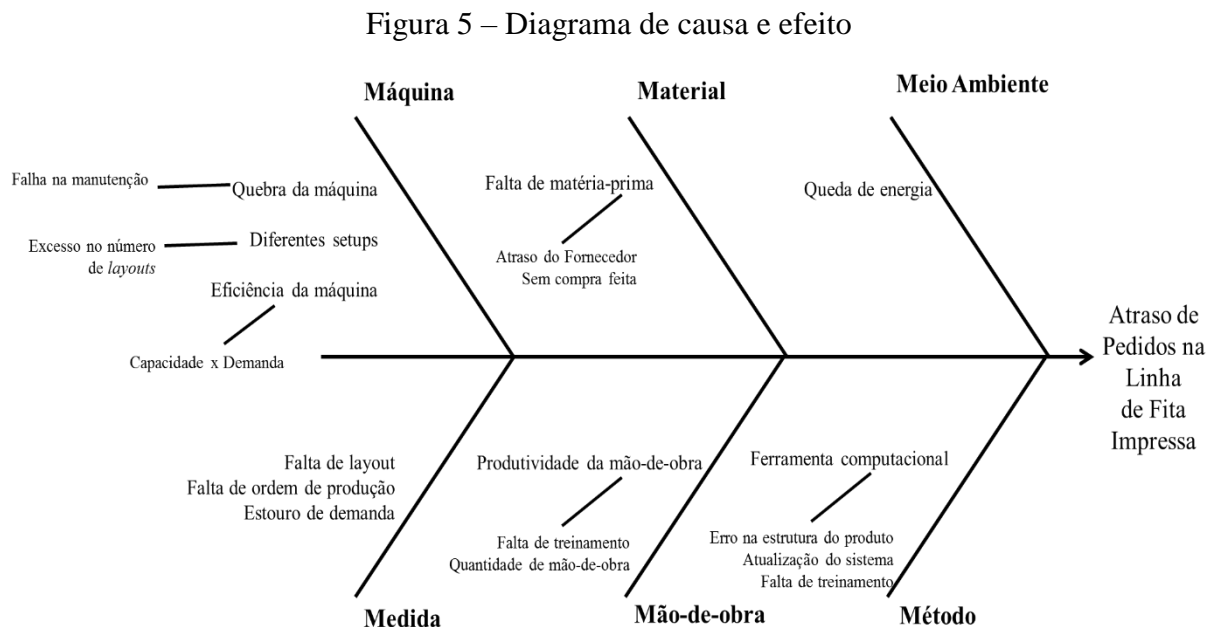 Figura 5 – Diagrama de causa e efeito
Máquina
Material
Meio Ambiente
Falha na manutenção
Quebra da máquina
Falta de matéria-prima
Queda de energia
Excesso no número
de layouts
Diferentes setups
Atraso do Fornecedor
Sem compra feita
Eficiência da máquina
Capacidade x Demanda
Atraso de
Pedidos na
Linha
de Fita
Impressa
Falta de layout
Falta de ordem de produção
Estouro de demanda
Produtividade da mão-de-obra
Falta de treinamento
Quantidade de mão-de-obra
Ferramenta computacional
Erro na estrutura do produto
Atualização do sistema
Falta de treinamento
Medida
Mão-de-obra
Método